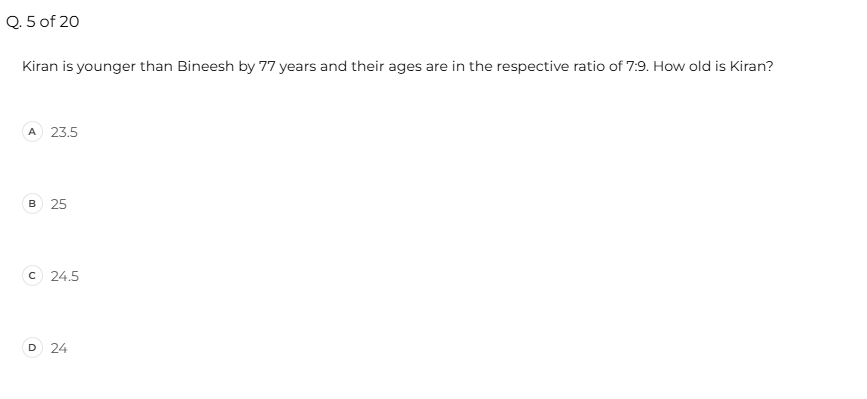 Q. 5 of 20
Kiran is younger than Bineesh by 77 years and their ages are in the respective ratio of 7:9. How old is Kiran?
A 23.5
B 25
C 24.5
D 24